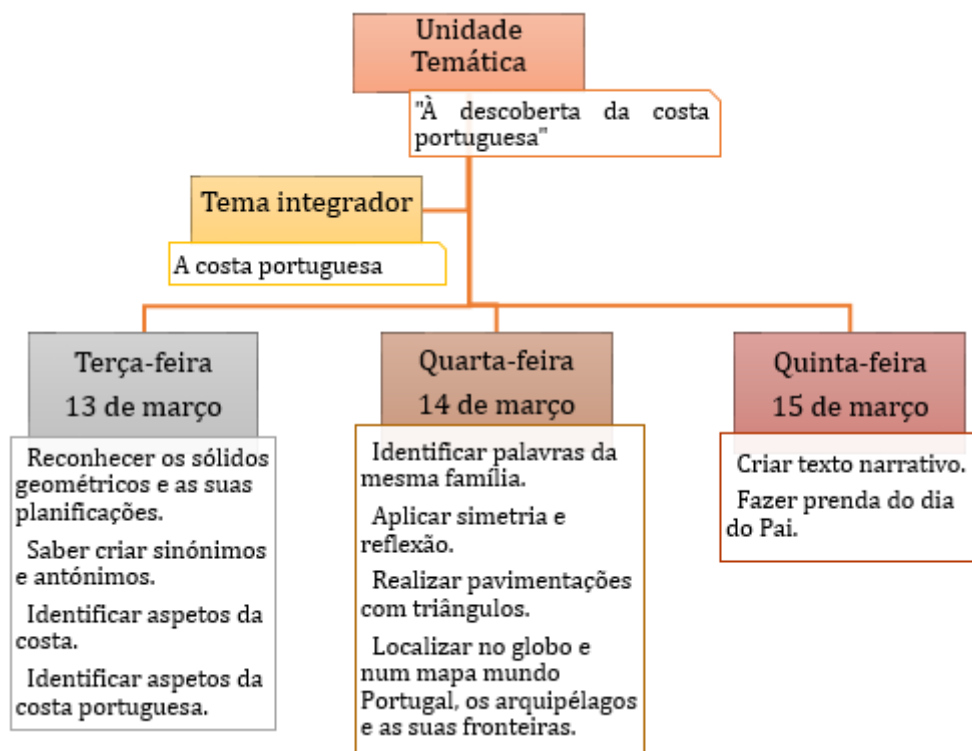 Unidade
Temática
"À descoberta da costa
portuguesa"
Tema integrador
A costa portuguesa
Terça-feira
13 de março
Reconhecer os sólidos
geométricos e as suas
planificações.
Saber criar sinónimos
e antónimos.
Identificar aspetos da
costa.
Identificar aspetos da
costa portuguesa.
Quarta-feira
14 de março
Identificar palavras da
mesma família.
Aplicar simetria e
reflexão.
Realizar pavimentações
com triângulos.
Localizar no globo e
num mapa mundo
Portugal, os arquipélagos
e as suas fronteiras.
Quinta-feira
15 de março
Criar texto narrativo.
Fazer prenda do dia
do Pai.